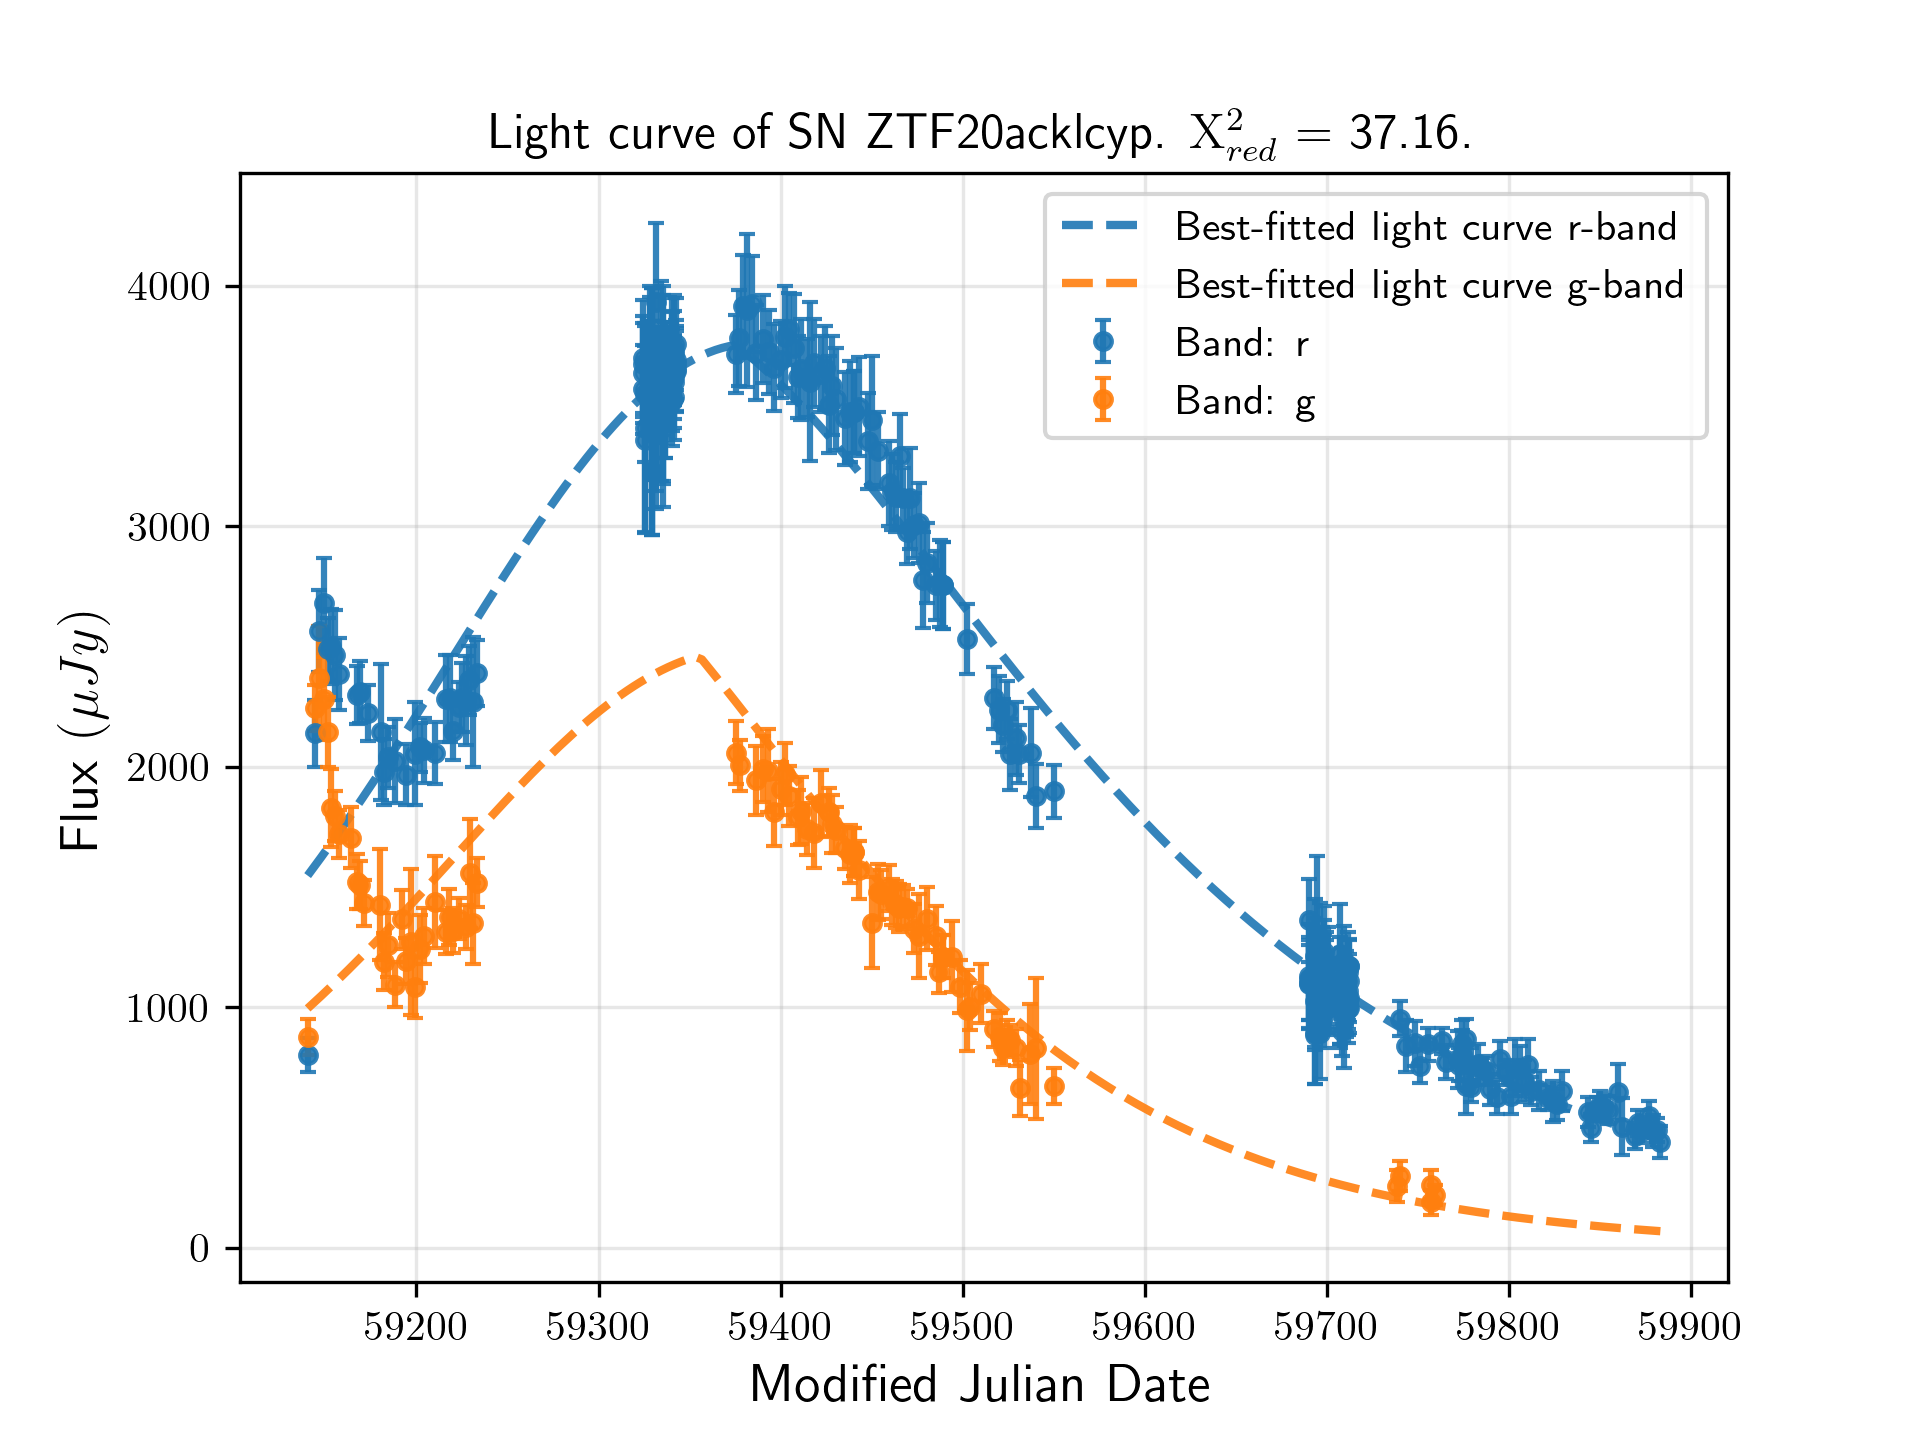 Light curve of SN ZTF20acklcyp. X²_red = 37.16.
Best-fitted light curve r-band
Best-fitted light curve g-band
Band: r
Band: g
Flux (μJy)
4000
3000
2000
1000
0
59200 59300 59400 59500 59600 59700 59800 59900
Modified Julian Date